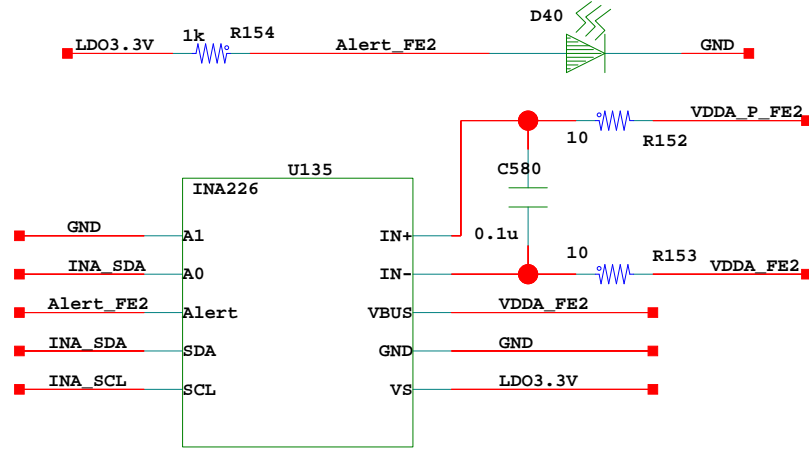 D40
1k R154
LDO3.3V Alert_FE2 GND
VDDA_P_FE2
10 R152
U135 C580
INA226
GND A1 IN+ 0.1u
10 R153
INA_SDA A0 IN- VDDA_FE2
Alert_FE2 Alert VBUS VDDA_FE2
INA_SDA SDA GND GND
INA_SCL SCL VS LDO3.3V